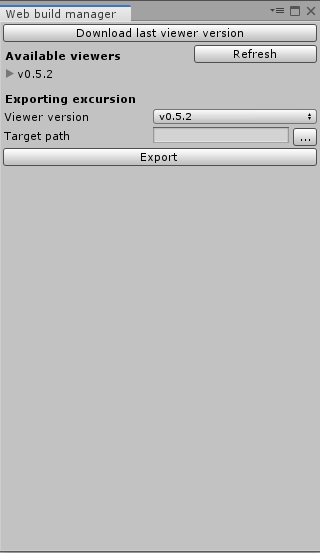 Web build manager
Download last viewer version
Available viewers
Refresh
v0.5.2
Exporting excursion
Viewer version
v0.5.2
Target path
...
Export